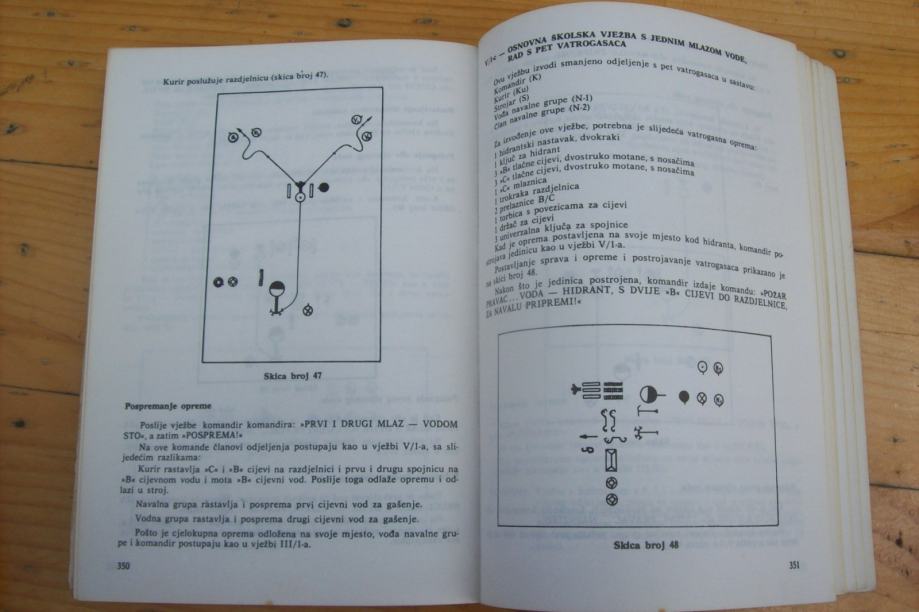 Kurir poslužuje razdjelnicu (skica broj 47).
Skica broj 47
Pospremanje opreme
Poslije vježbe komandir komandira: »PRVI I DRUGI MLAZ — VODOM
STO«, a zatim »POSPREMA!«
Na ove komande članovi odjeljenja postupaju kao u vježbi V/l-a, sa sli-
jedećim razlikama:
Kurir rastavlja »C« i »B« cijevi na razdjelnici i prvu i drugu spojnicu na
»B« cijevnom vodu i mota »B« cijevni vod. Poslije toga odlaže opremu i od-
lazi u stroj.
Navalna grupa rastavlja i posprema prvi cijevni vod za gašenje.
Vodna grupa rastavlja i posprema drugi cijevni vod za gašenje.
Pošto je cjelokupna oprema odložena na svoje mjesto, vođa navalne gru-
pe i komandir postupaju kao u vježbi III/l-a.
350
— OSNOVNA ŠKOLSKA VJEŽBA S JEDNIM MLAZOM VODE,
RAD S PET VATROGASACA
Ovu vježbu izvodi smanjeno odjeljenje s pet vatrogasaca u sastavu:
Komandir (K)
Kurir (Ku)
Strojar (S)
Vođa navalne grupe (N-1)
Član navalne grupe (N-2)
Za izvođenje ove vježbe, potrebna je slijedeća vatrogasna oprema:
1 hidrantski nastavak, dvokraki
1 ključ za hidrant
3 »B« tlačne cijevi, dvostruko motane, s nosačima
3 »C« tlačne cijevi, dvostruko motane, s nosačima
1 »C« mlaznica
1 trokraka razdjelnica
2 prelaznice B/C
1 torbica s povezicama za cijevi
1 držač za cijevi
3 univerzalna ključa za spojnice
Kad je oprema postavljena na svoje mjesto kod hidranta, komandir po-
strojava jedinicu kao u vježbi V/l-a.
Postavljanje sprava i opreme i postrojavanje vatrogasaca prikazano je
na skici broj 48.
Nakon što je jedinica postrojena, komandir izdaje komandu: »POŽAR
PRAVAC... VODA — HIDRANT, S DVIJE »B« CIJEVI DO RAZDJELNICE,
ZA NAVALU PRIPREMI!«
Skica broj 48
351